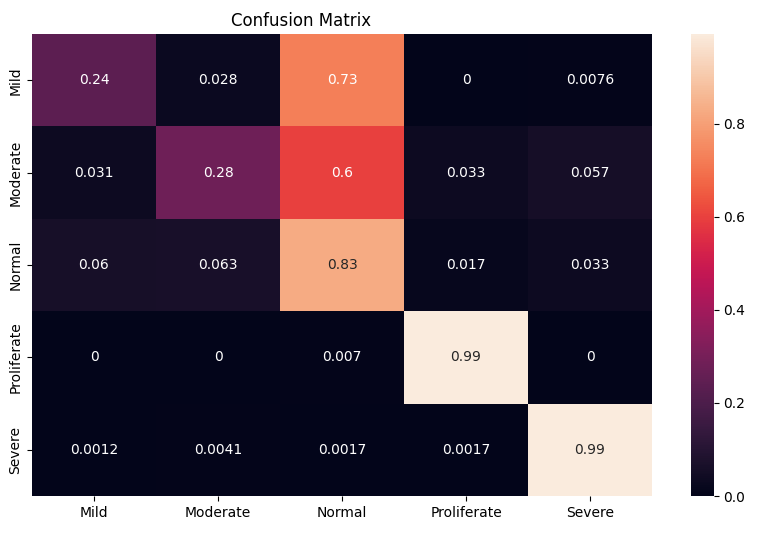 Confusion Matrix
Mild 0.24 0.028 0.73 0 0.0076
Moderate 0.031 0.28 0.6 0.033 0.057
Normal 0.06 0.063 0.83 0.017 0.033
Proliferate 0 0 0.007 0.99 0
Severe 0.0012 0.0041 0.0017 0.0017 0.99
Mild Moderate Normal Proliferate Severe
0.8
0.6
0.4
0.2
0.0